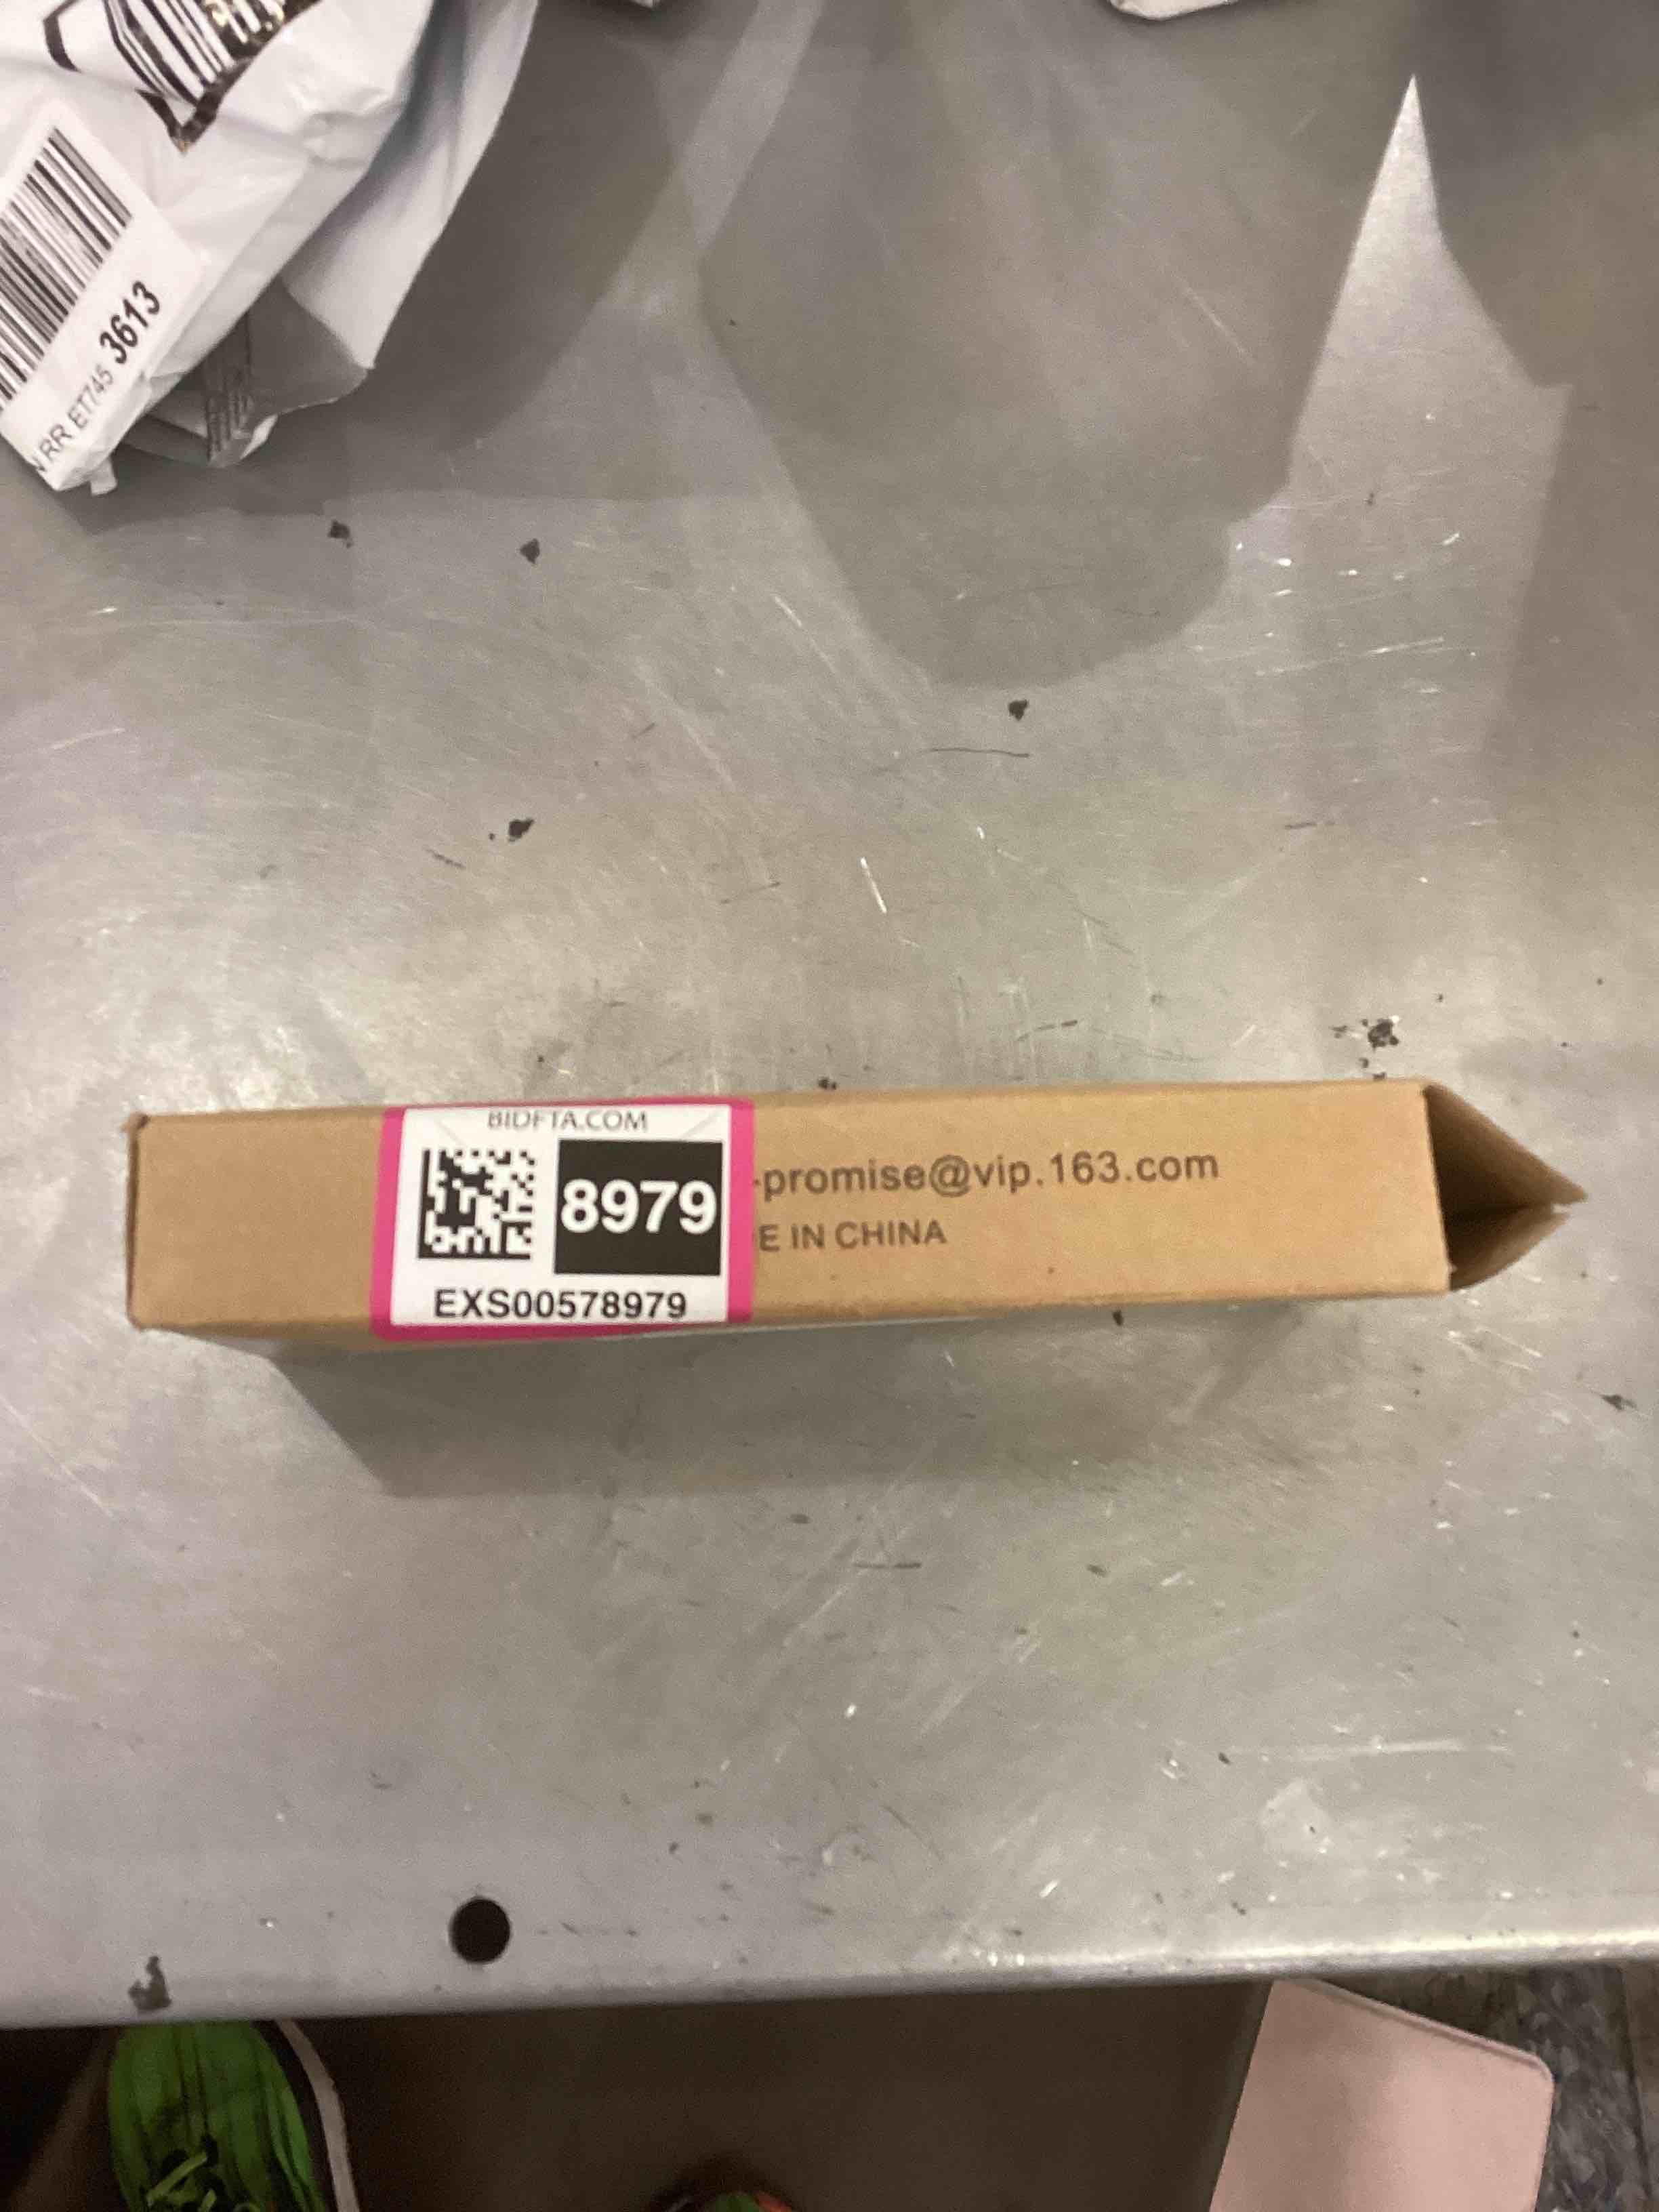 3613
RR ET745
BIDFTA.COM
8979
EXS00578979
-promise@vip.163.com
E IN CHINA